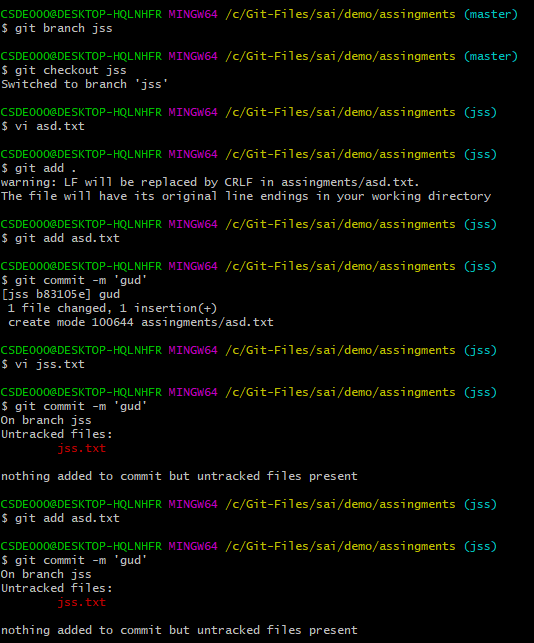 CSDE000@DESKTOP-HQLNHFR MINGW64 /c/Git-Files/sai/demo/assingments (master)
$ git branch jss
CSDE000@DESKTOP-HQLNHFR MINGW64 /c/Git-Files/sai/demo/assingments (master)
$ git checkout jss
Switched to branch 'jss'
CSDE000@DESKTOP-HQLNHFR MINGW64 /c/Git-Files/sai/demo/assingments (jss)
$ vi asd.txt
CSDE000@DESKTOP-HQLNHFR MINGW64 /c/Git-Files/sai/demo/assingments (jss)
$ git add .
warning: LF will be replaced by CRLF in assingments/asd.txt.
The file will have its original line endings in your working directory
CSDE000@DESKTOP-HQLNHFR MINGW64 /c/Git-Files/sai/demo/assingments (jss)
$ git add asd.txt
CSDE000@DESKTOP-HQLNHFR MINGW64 /c/Git-Files/sai/demo/assingments (jss)
$ git commit -m 'gud'
[jss b83105e] gud
 1 file changed, 1 insertion(+)
 create mode 100644 assingments/asd.txt
CSDE000@DESKTOP-HQLNHFR MINGW64 /c/Git-Files/sai/demo/assingments (jss)
$ vi jss.txt
CSDE000@DESKTOP-HQLNHFR MINGW64 /c/Git-Files/sai/demo/assingments (jss)
$ git commit -m 'gud'
On branch jss
Untracked files:
        jss.txt
nothing added to commit but untracked files present
CSDE000@DESKTOP-HQLNHFR MINGW64 /c/Git-Files/sai/demo/assingments (jss)
$ git add asd.txt
CSDE000@DESKTOP-HQLNHFR MINGW64 /c/Git-Files/sai/demo/assingments (jss)
$ git commit -m 'gud'
On branch jss
Untracked files:
        jss.txt
nothing added to commit but untracked files present